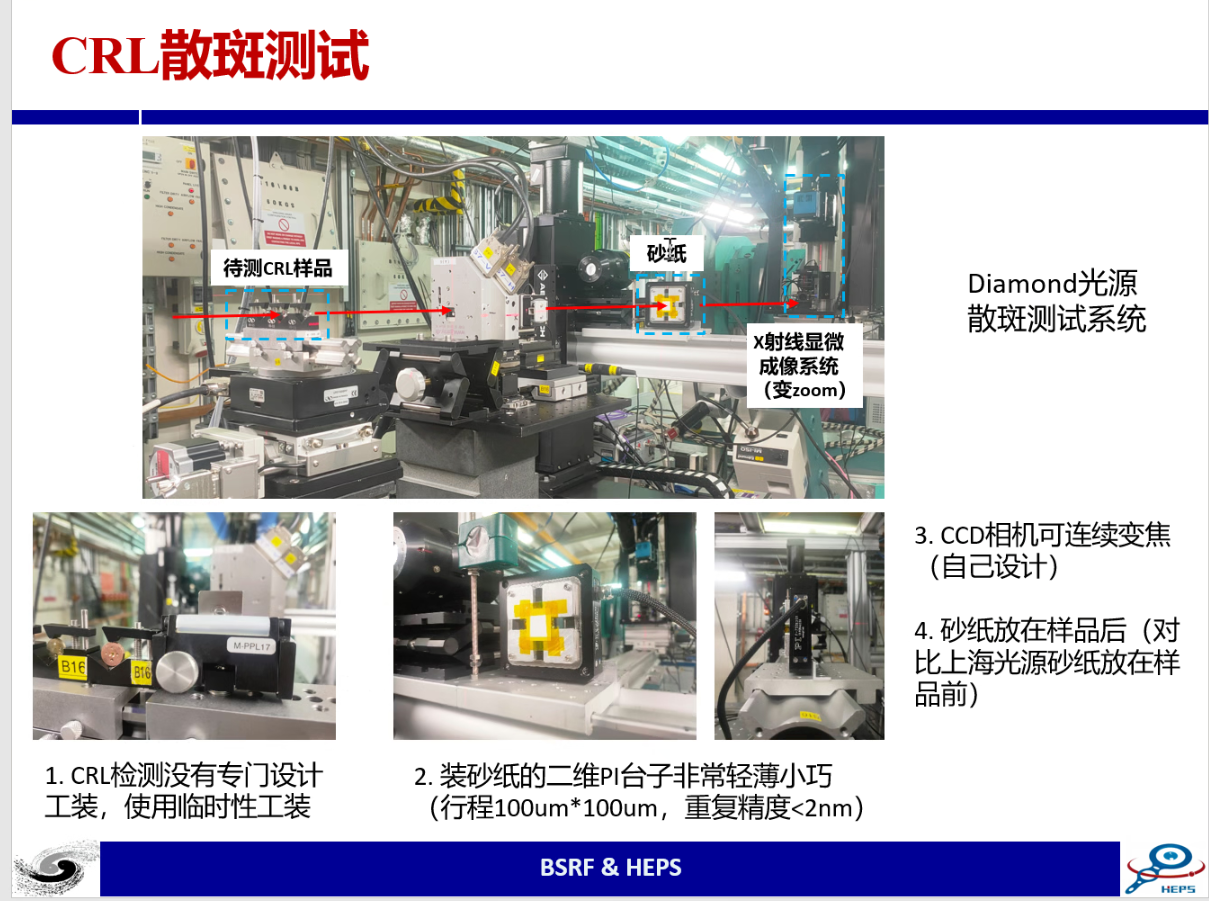 CRL散斑测试
待测CRL样品
砂纸
X射线显微
成像系统
（变zoom）
Diamond光源
散斑测试系统
B16
B16
M-PPL17
3. CCD相机可连续变焦
（自己设计）
4. 砂纸放在样品后（对
比上海光源砂纸放在样
品前）
1. CRL检测没有专门设计
工装，使用临时性工装
2. 装砂纸的二维PI台子非常轻薄小巧
（行程100um*100um，重复精度<2nm）
BSRF & HEPS
HEPS